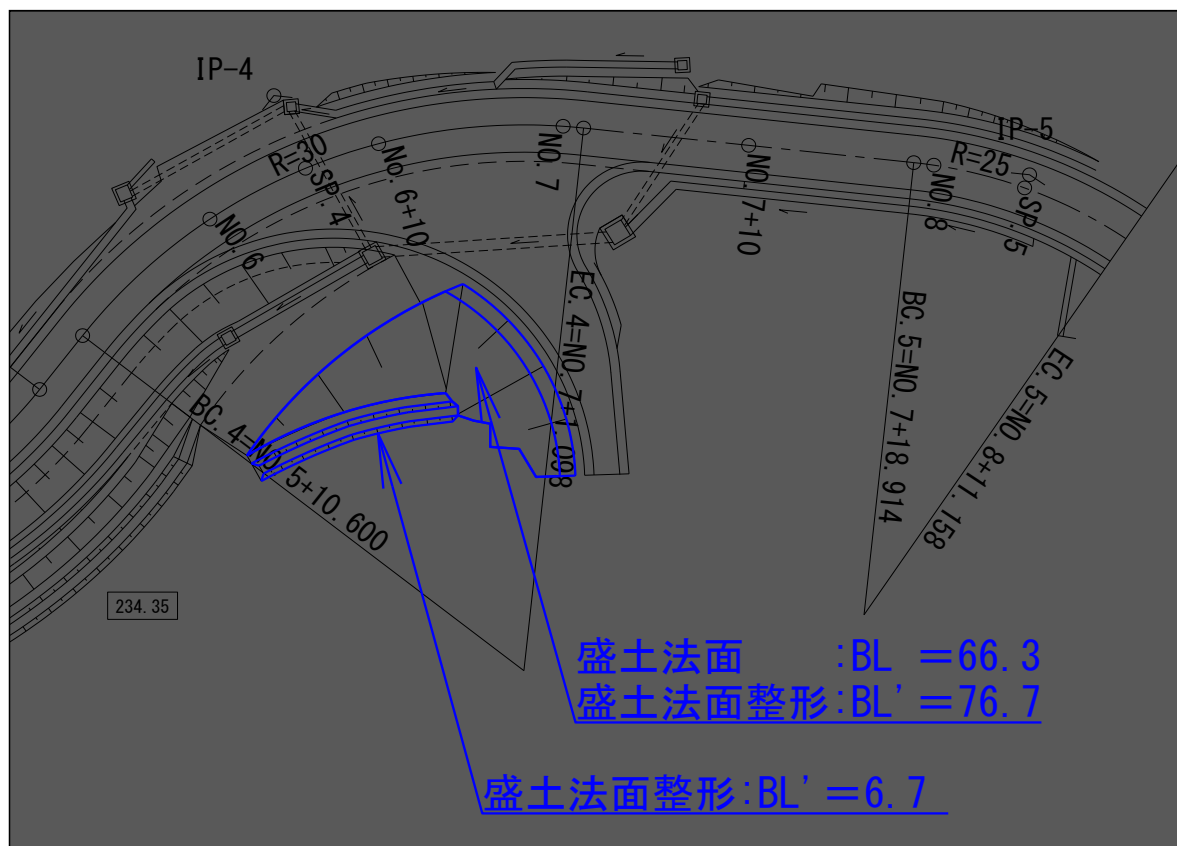 IP-4
IP-5
R=30
R=25
SP. 4
No. 6+10
NO. 7
NO. 7+10
NO. 8
SP. 5
NO. 6
EC. 4=NO. 7+1. 098
BC. 5=NO. 7+18. 914
EC. 5=NO. 8+11. 158
BC. 4=NO. 5+10. 600
234. 35
盛土法面 :BL =66. 3
盛土法面整形:BL'=76. 7
盛土法面整形:BL'=6. 7